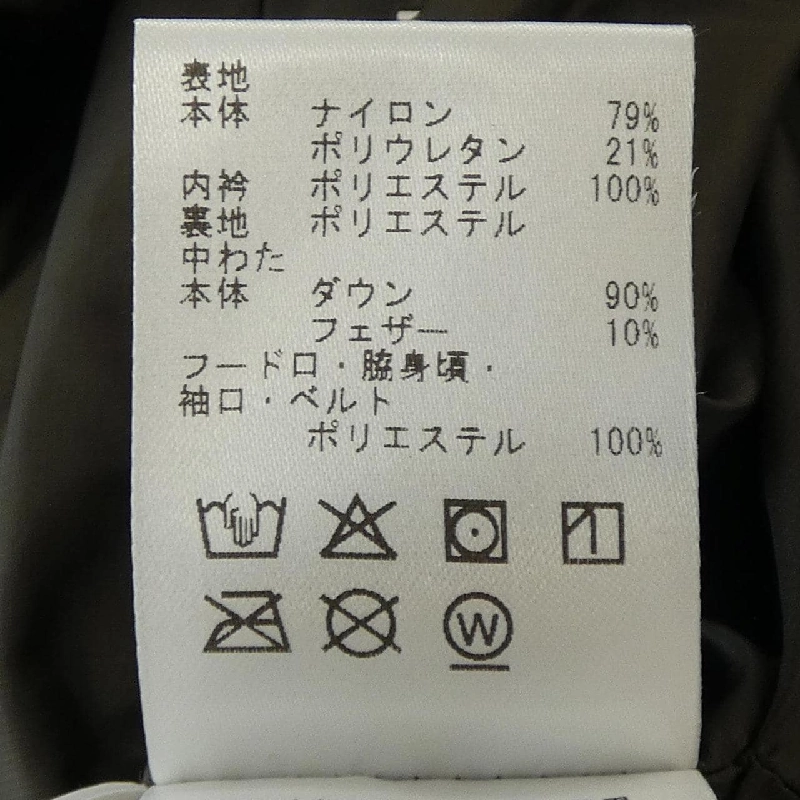 表地
本体 ナイロン 79%
ポリウレタン 21%
内衿 ポリエステル 100%
裏地 ポリエステル
中わた
本体 ダウン 90%
フェザー 10%
フード口・脇身頃・
袖口・ベルト
ポリエステル 100%
W